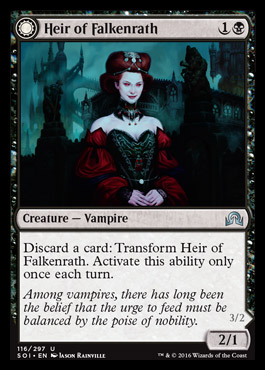 Heir of Falkenrath 1
Creature — Vampire
Discard a card: Transform Heir of
Falkenrath. Activate this ability only
once each turn.
Among vampires, there has long been
the belief that the urge to feed must be
balanced by the poise of nobility.
3/2
2/1
116/297 U
SOI • EN Jason Rainville
™ & © 2016 Wizards of the Coast